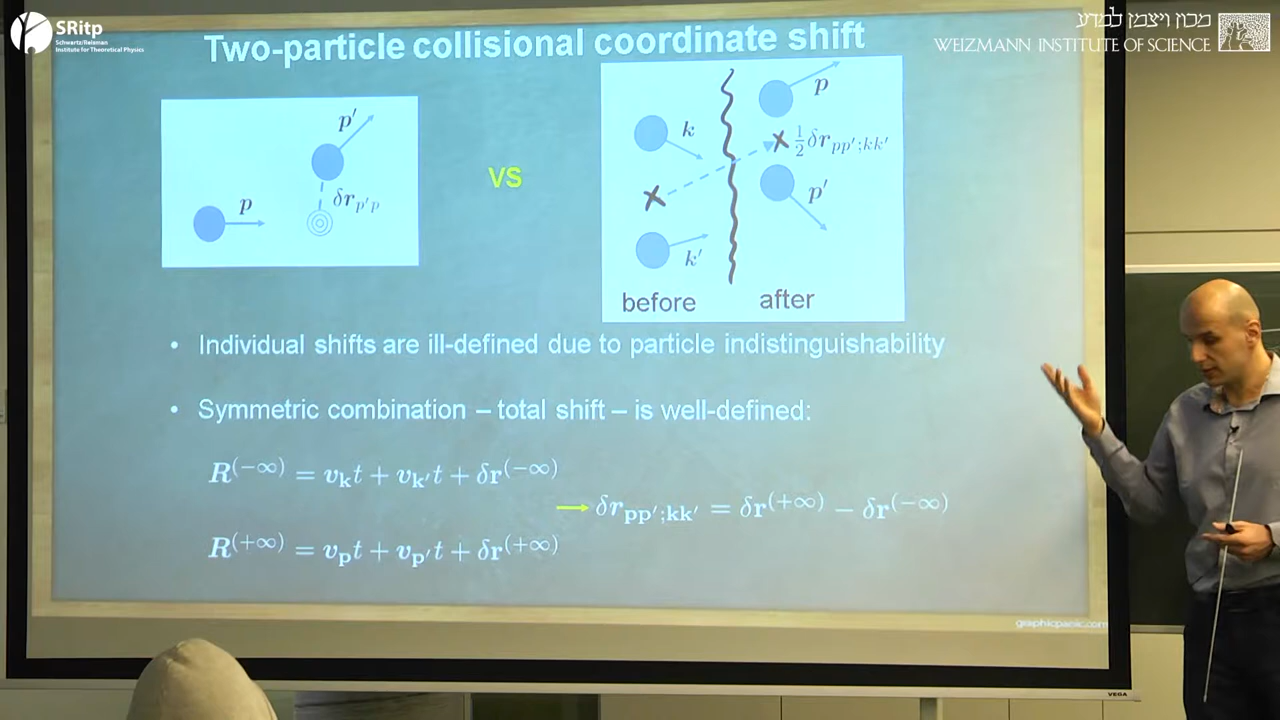 SRitp
Schwartz/Reisman
Institute for Theoretical Physics
מכון ויצמן למדע
WEIZMANN INSTITUTE OF SCIENCE
Two-particle collisional coordinate shift
p′
p
δr_{p′p}
VS
k
k′
p
½δr_{pp′;kk′}
p′
before
after
• Individual shifts are ill-defined due to particle indistinguishability
• Symmetric combination – total shift – is well-defined:
R^{(−∞)} = v_k t + v_{k′} t + δr^{(−∞)}
→ δr_{pp′;kk′} = δr^{(+∞)} − δr^{(−∞)}
R^{(+∞)} = v_p t + v_{p′} t + δr^{(+∞)}
graphicpanic.com
VEGA